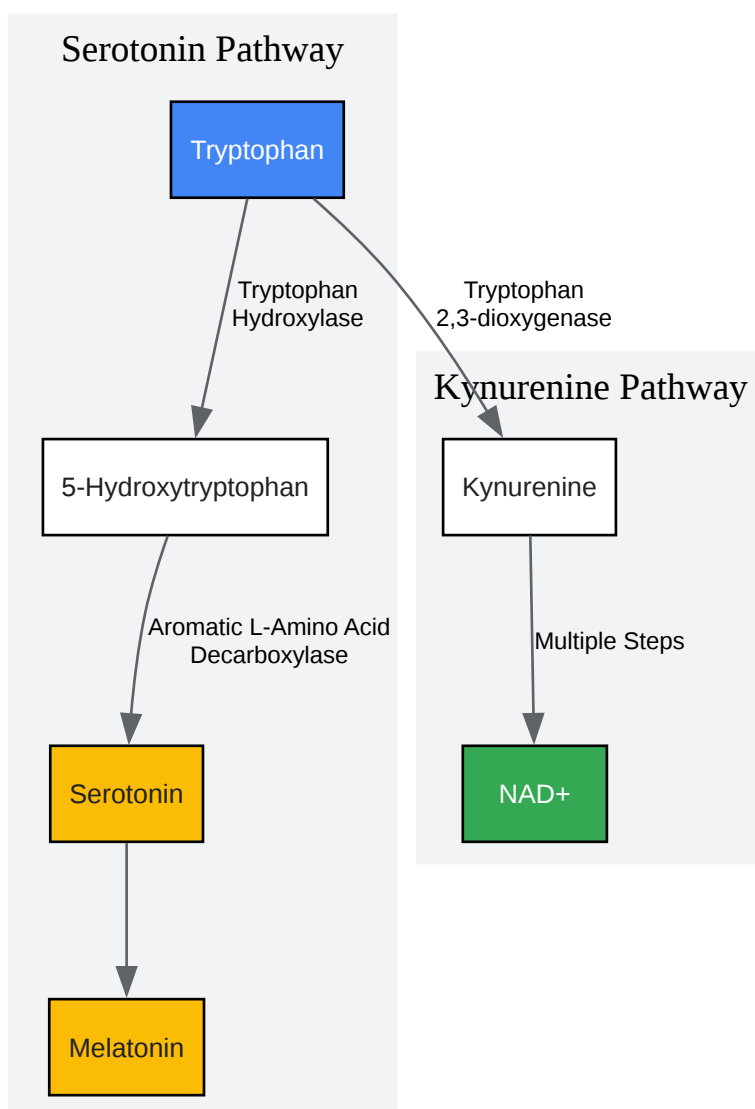 Serotonin Pathway
Tryptophan
Tryptophan
Hydroxylase
Tryptophan
2,3-dioxygenase
Kynurenine Pathway
5-Hydroxytryptophan
Kynurenine
Aromatic L-Amino Acid
Decarboxylase
Multiple Steps
Serotonin
NAD+
Melatonin